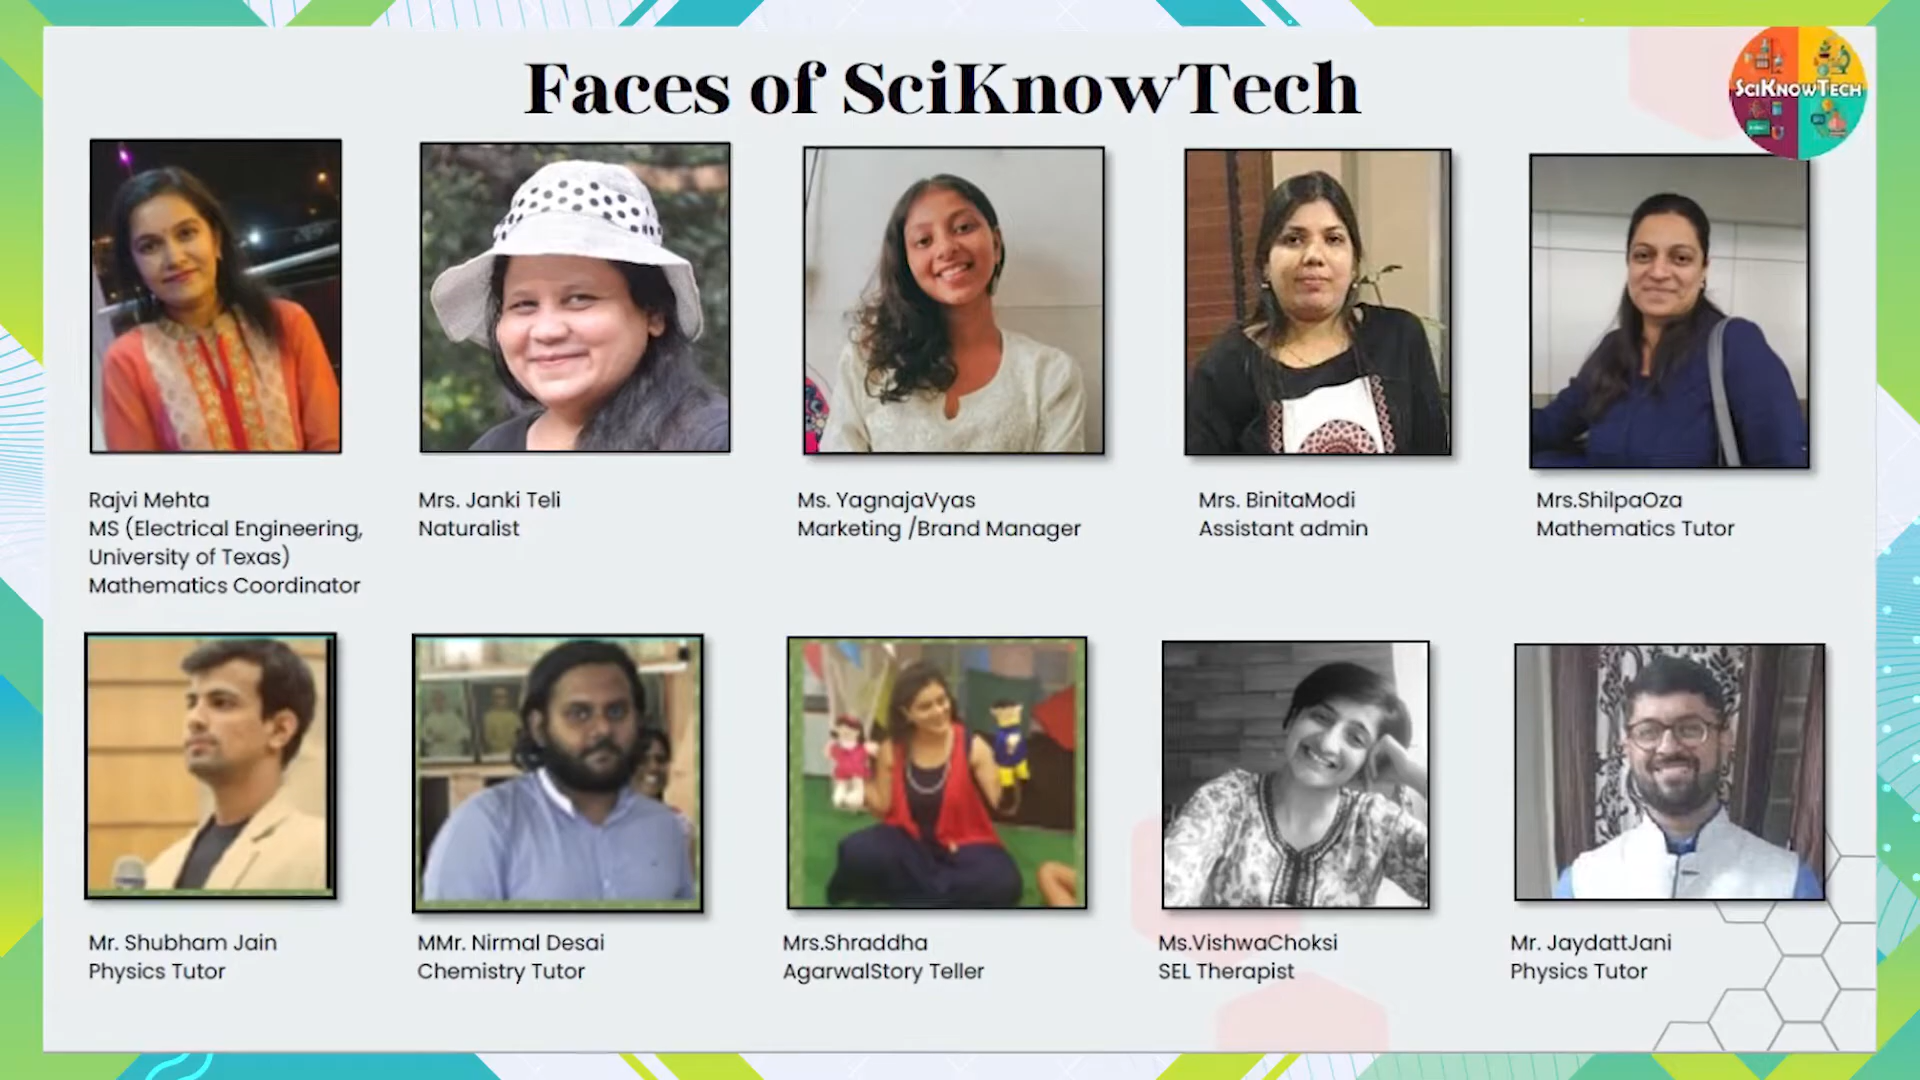 Faces of SciKnowTech
SCIKNOWTECH
Rajvi Mehta
MS (Electrical Engineering,
University of Texas)
Mathematics Coordinator
Mrs. Janki Teli
Naturalist
Ms. YagnajaVyas
Marketing /Brand Manager
Mrs. BinitaModi
Assistant admin
Mrs.ShilpaOza
Mathematics Tutor
Mr. Shubham Jain
Physics Tutor
MMr. Nirmal Desai
Chemistry Tutor
Mrs.Shraddha
AgarwalStory Teller
Ms.VishwaChoksi
SEL Therapist
Mr. JaydattJani
Physics Tutor